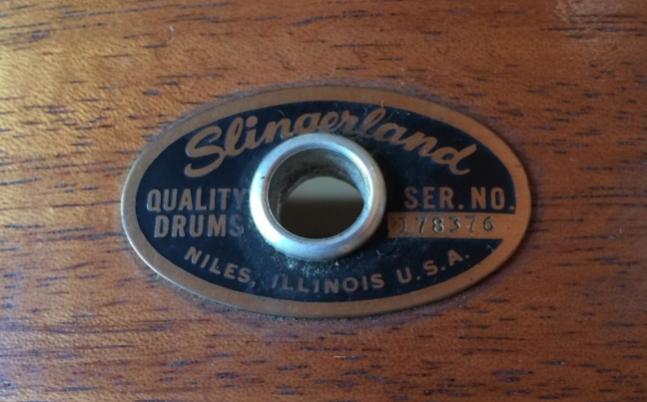 Slingerland
QUALITY DRUMS
SER. NO.
178376
NILES, ILLINOIS U.S.A.